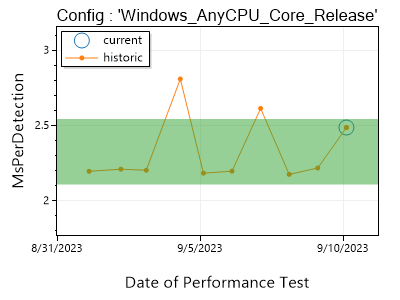 Config : 'Windows_AnyCPU_Core_Release'
current
historic
3
2.5
2
MsPerDetection
8/31/2023
9/5/2023
9/10/2023
Date of Performance Test